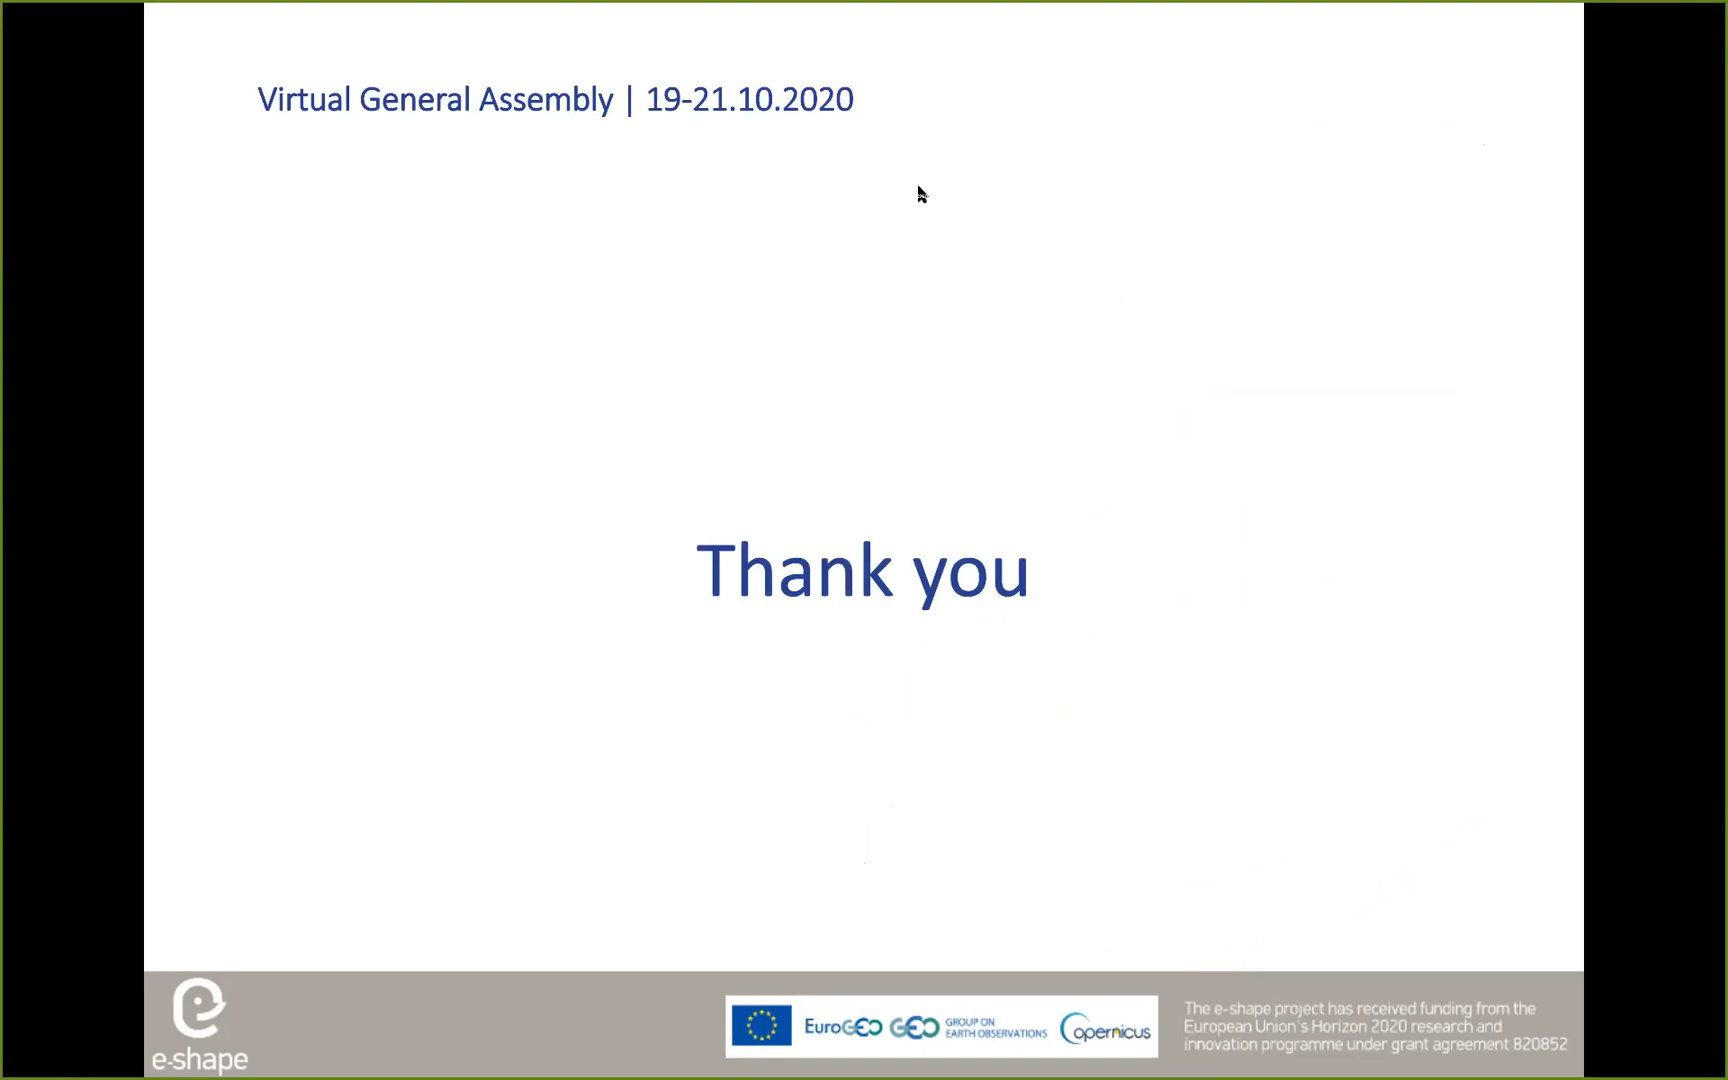 Virtual General Assembly | 19-21.10.2020
Thank you
e-shape
EuroGEO
GEO
GROUP ON
EARTH OBSERVATIONS
Copernicus
The e-shape project has received funding from the
European Union's Horizon 2020 research and
innovation programme under grant agreement 820852